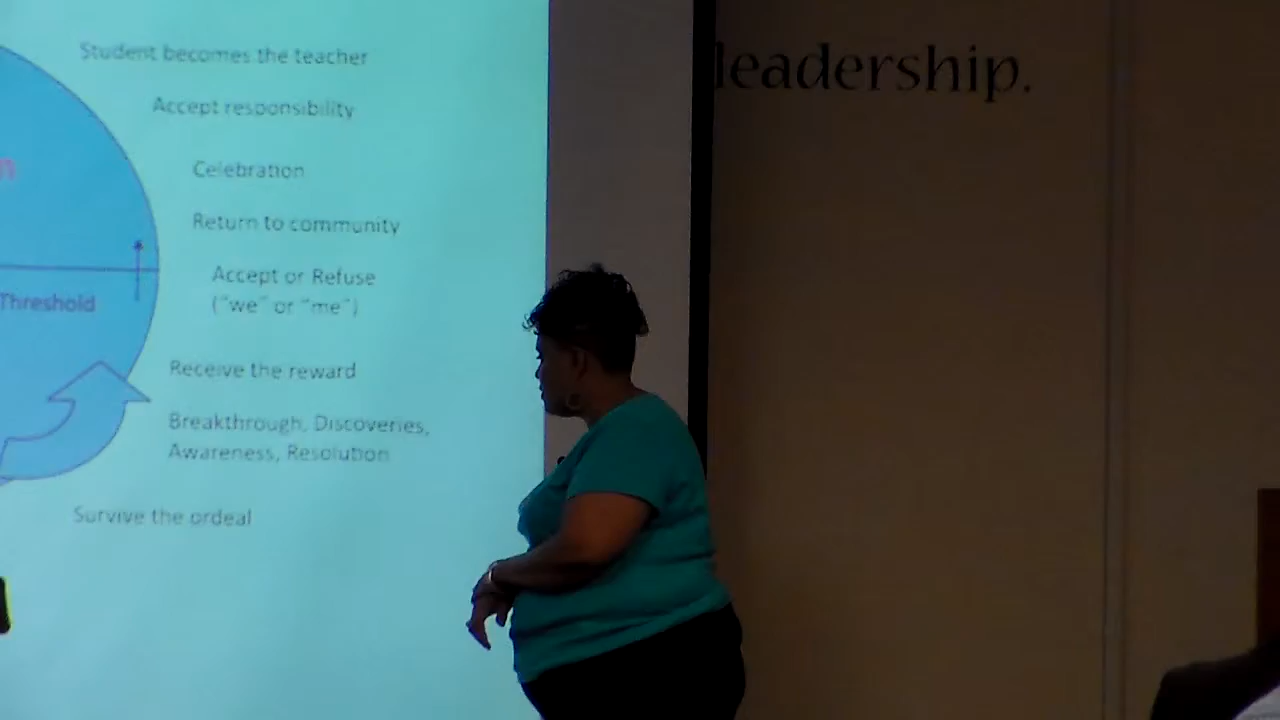 Student becomes the teacher
Accept responsibility
Celebration
Return to community
Accept or Refuse
("we" or "me")
Threshold
Receive the reward
Breakthrough, Discoveries,
Awareness, Resolution
Survive the ordeal
leadership.